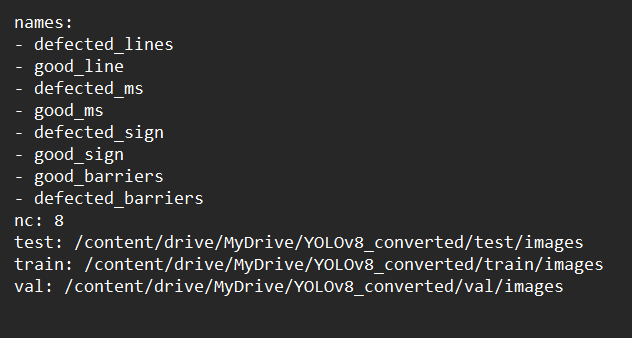 names:
- defected_lines
- good_line
- defected_ms
- good_ms
- defected_sign
- good_sign
- good_barriers
- defected_barriers
nc: 8
test: /content/drive/MyDrive/YOLOv8_converted/test/images
train: /content/drive/MyDrive/YOLOv8_converted/train/images
val: /content/drive/MyDrive/YOLOv8_converted/val/images